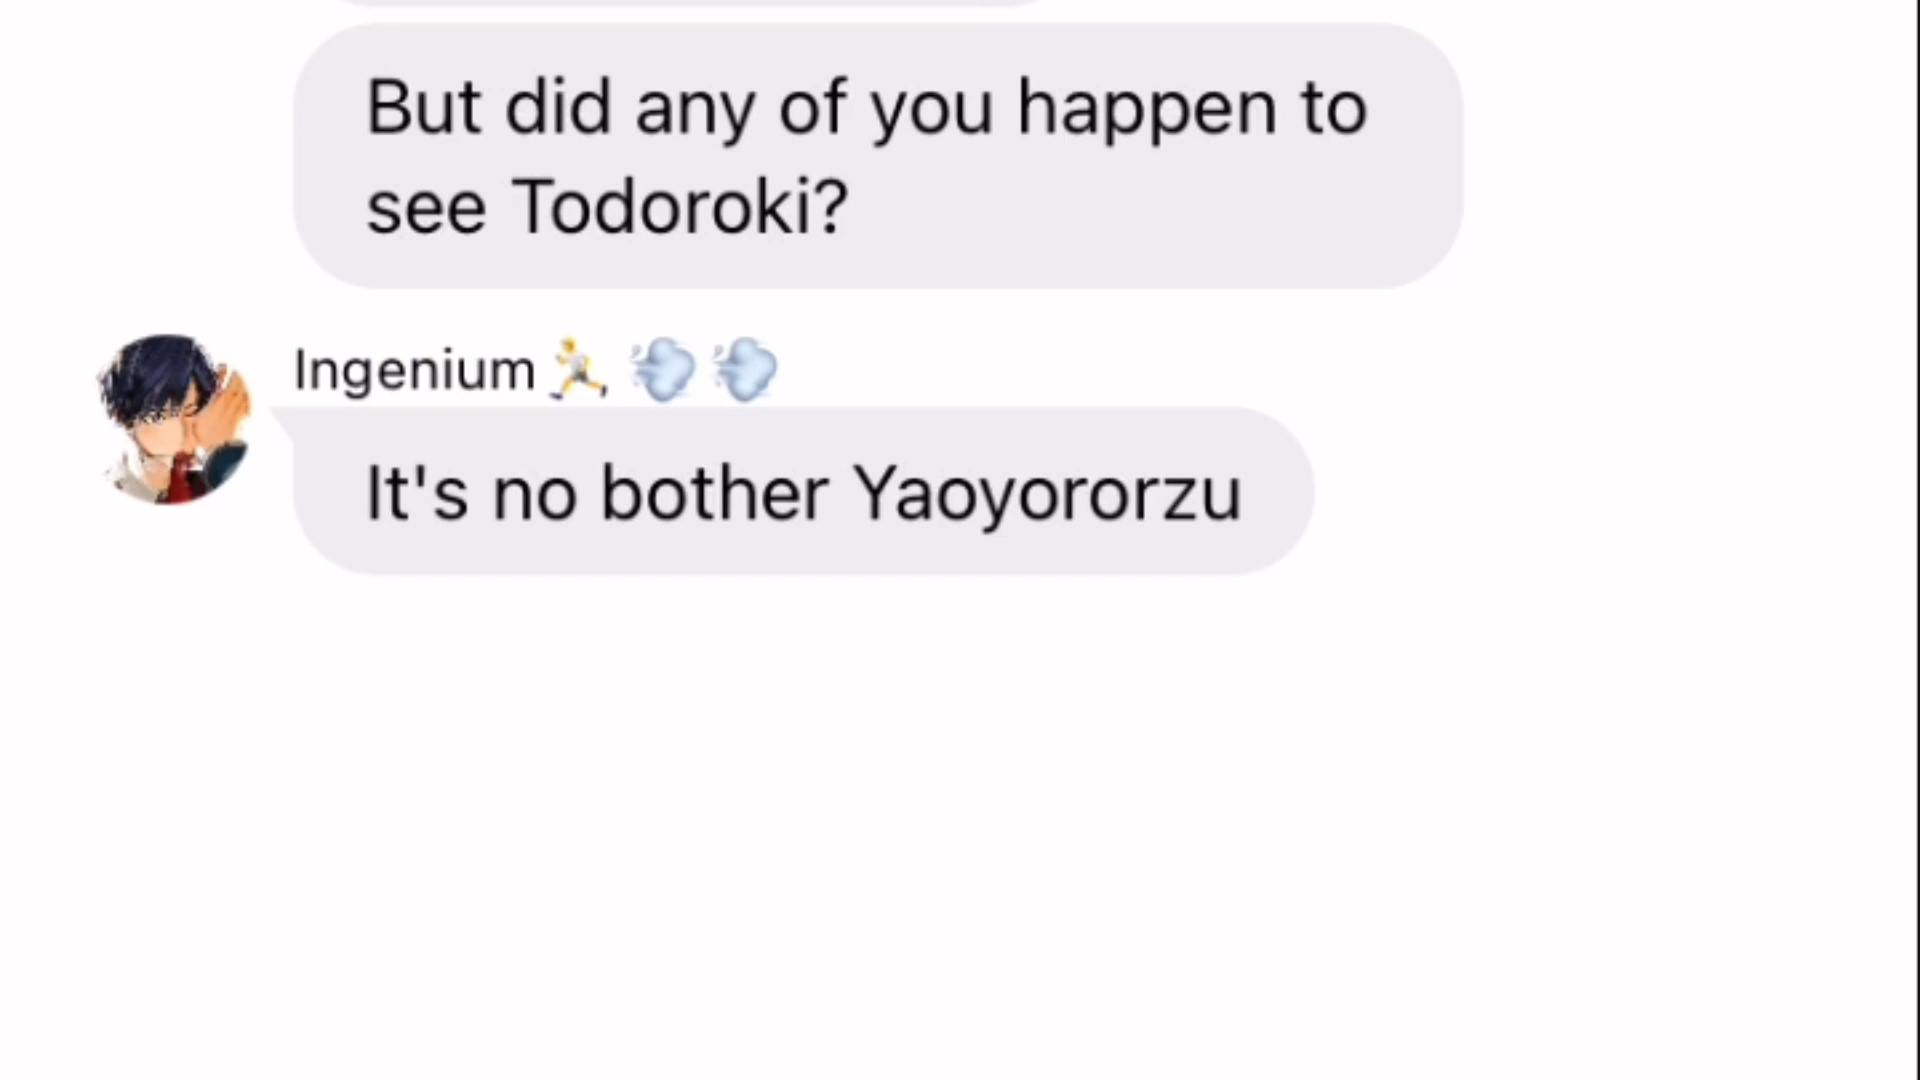 But did any of you happen to
see Todoroki?
Ingenium🏃💨💨
It's no bother Yaoyororzu